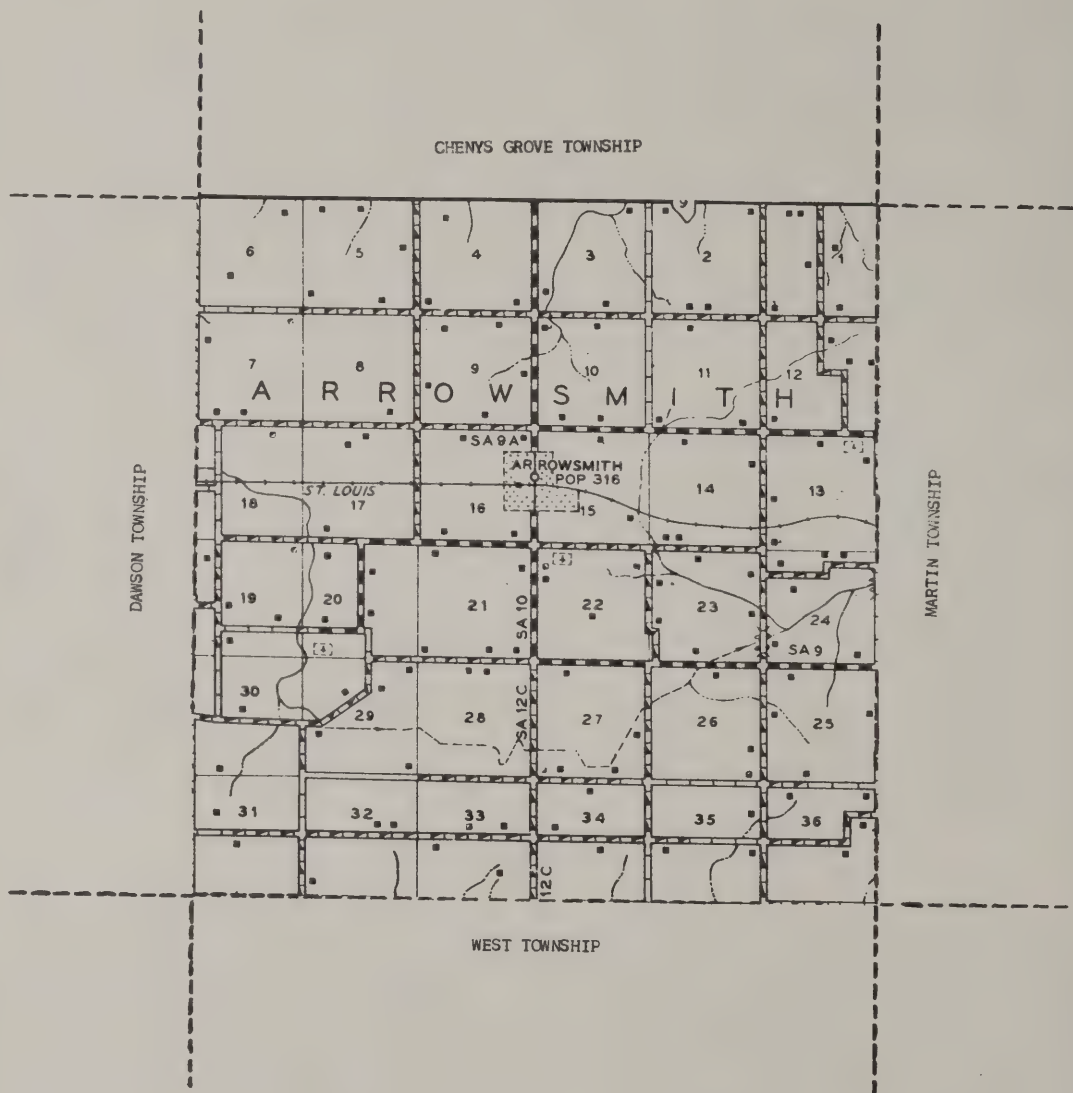 CHENYS GROVE TOWNSHIP
9
6 5 4 3 2 1
7 8 9 10 11 12
ARROWSMITH
SA 9A
ARROWSMITH
POP 316
ST. LOUIS
18 17 16 15 14 13
DAWSON TOWNSHIP
MARTIN TOWNSHIP
19 20 21 22 23 24
SA 10
SA 9
30 29 28 27 26 25
SA 12C
31 32 33 34 35 36
12C
WEST TOWNSHIP